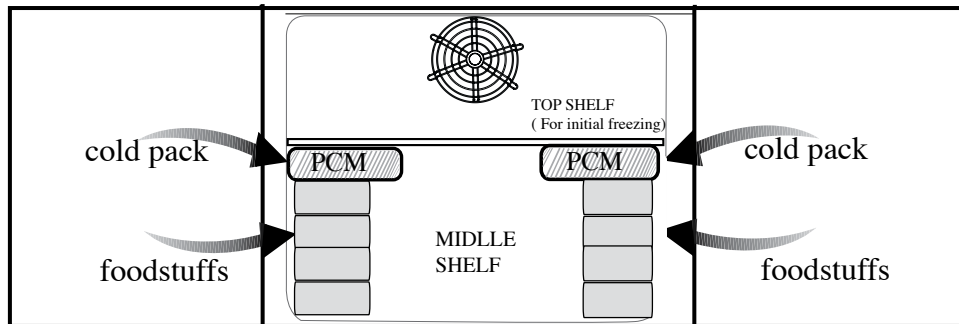 TOP SHELF
( For initial freezing)
cold pack
PCM
PCM
cold pack
MIDLLE
SHELF
foodstuffs
foodstuffs